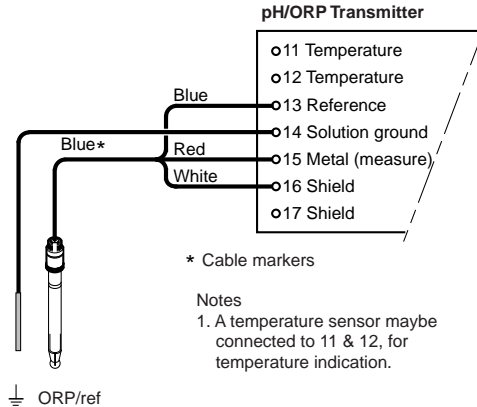 pH/ORP Transmitter
11 Temperature
12 Temperature
Blue
13 Reference
14 Solution ground
Blue*
Red
15 Metal (measure)
White
16 Shield
17 Shield
* Cable markers
Notes
1. A temperature sensor maybe
connected to 11 & 12, for
temperature indication.
ORP/ref